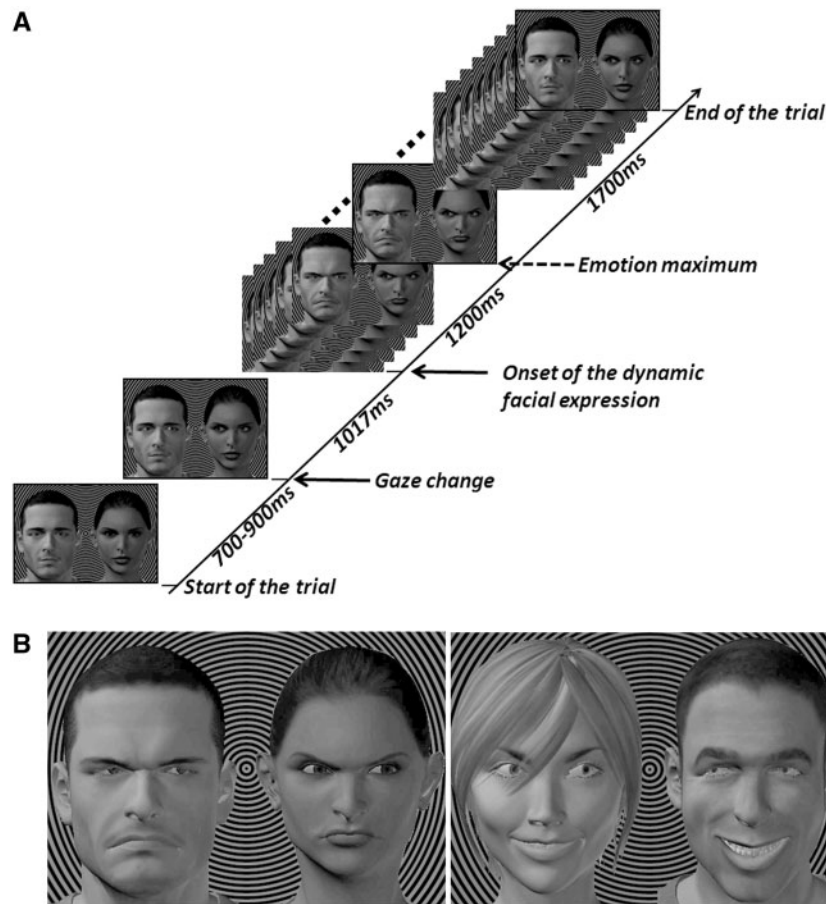 A
End of the trial
1700ms
Emotion maximum
1200ms
Onset of the dynamic
facial expression
1017ms
Gaze change
700-900ms
Start of the trial
B